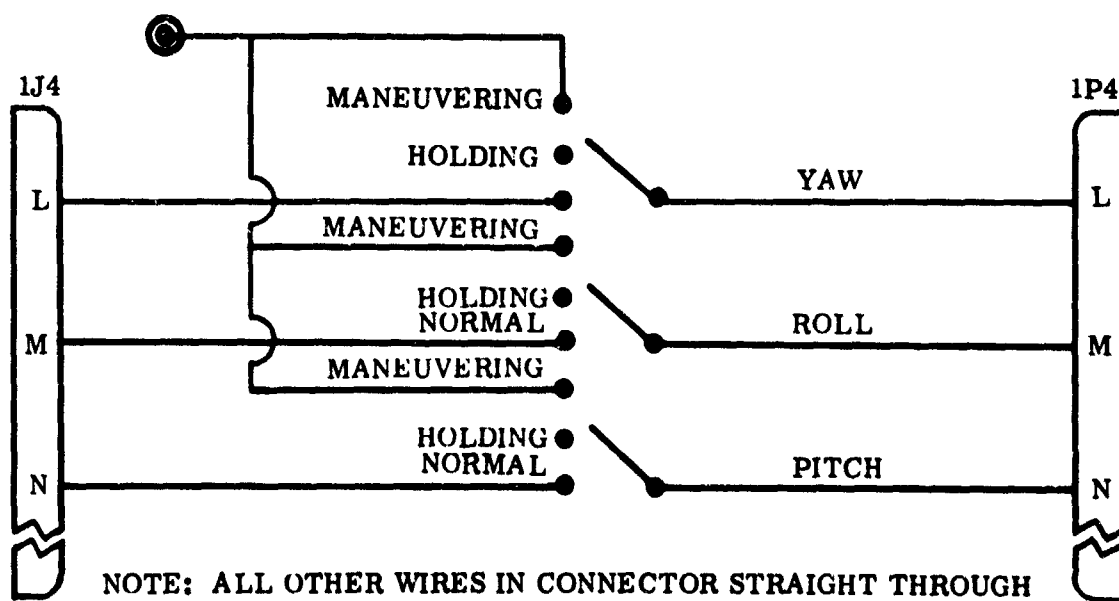 1J4
1P4
MANEUVERING
HOLDING
L
YAW
L
MANEUVERING
HOLDING
NORMAL
M
ROLL
M
MANEUVERING
HOLDING
NORMAL
N
PITCH
N
NOTE: ALL OTHER WIRES IN CONNECTOR STRAIGHT THROUGH